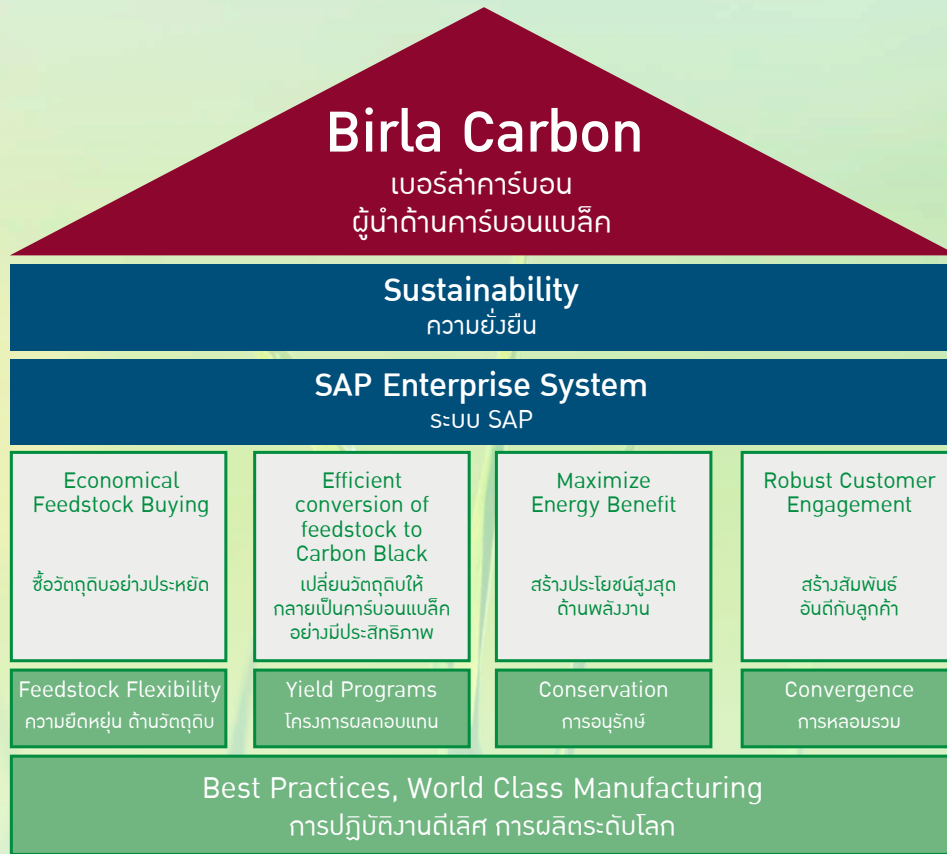 Birla Carbon
เบอร์ล่าคาร์บอน
ผู้นำด้านคาร์บอนแบล็ค
Sustainability
ความยั่งยืน
SAP Enterprise System
ระบบ SAP
Economical
Feedstock Buying
ซื้อวัตถุดิบอย่างประหยัด
Efficient
conversion of
feedstock to
Carbon Black
เปลี่ยนวัตถุดิบให้
กลายเป็นคาร์บอนแบล็ค
อย่างมีประสิทธิภาพ
Maximize
Energy Benefit
สร้างประโยชน์สูงสุด
ด้านพลังงาน
Robust Customer
Engagement
สร้างสัมพันธ์
อันดีกับลูกค้า
Feedstock Flexibility
ความยืดหยุ่น ด้านวัตถุดิบ
Yield Programs
โครงการผลตอบแทน
Conservation
การอนุรักษ์
Convergence
การหลอมรวม
Best Practices, World Class Manufacturing
การปฏิบัติงานดีเลิศ การผลิตระดับโลก